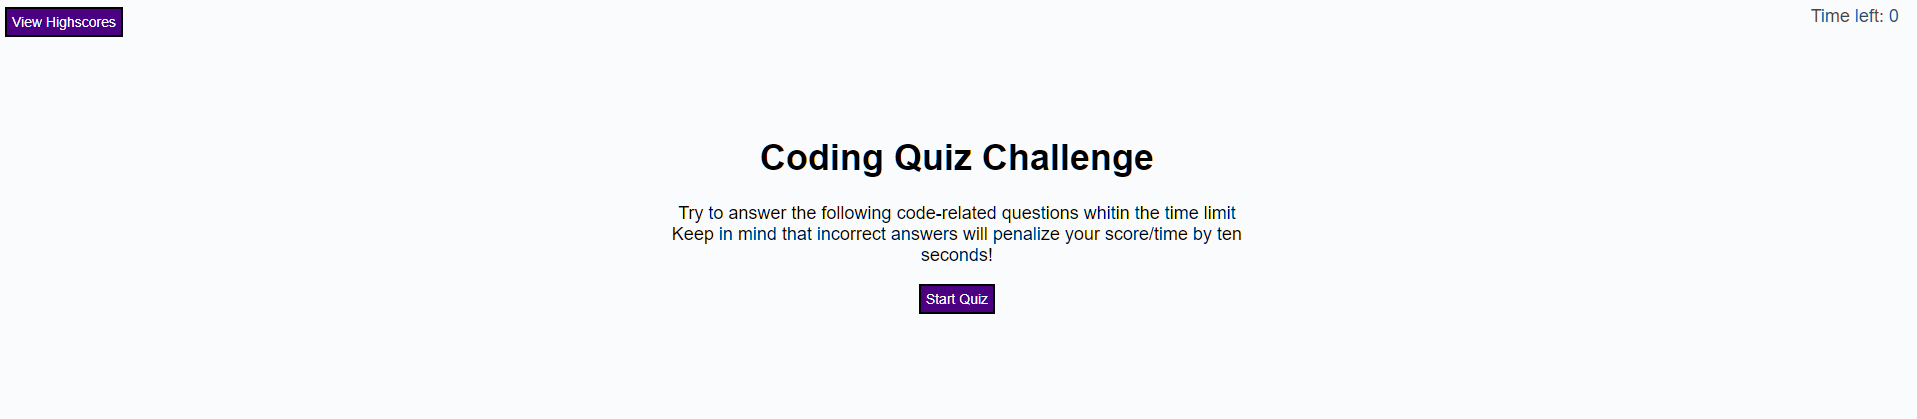 View Highscores
Time left: 0
Coding Quiz Challenge
Try to answer the following code-related questions whitin the time limit
Keep in mind that incorrect answers will penalize your score/time by ten
seconds!
Start Quiz